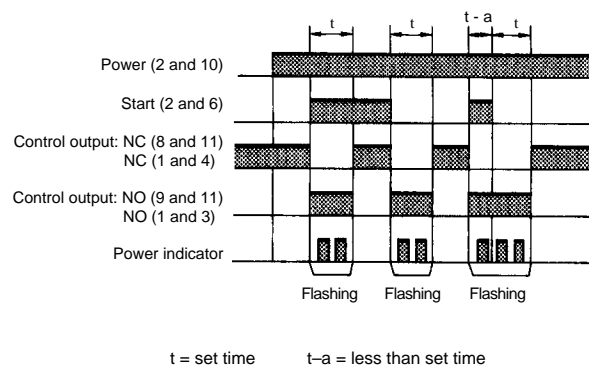 t t t - a t
Power (2 and 10)
Start (2 and 6)
Control output: NC (8 and 11)
NC (1 and 4)
Control output: NO (9 and 11)
NO (1 and 3)
Power indicator
Flashing Flashing Flashing
t = set time t–a = less than set time